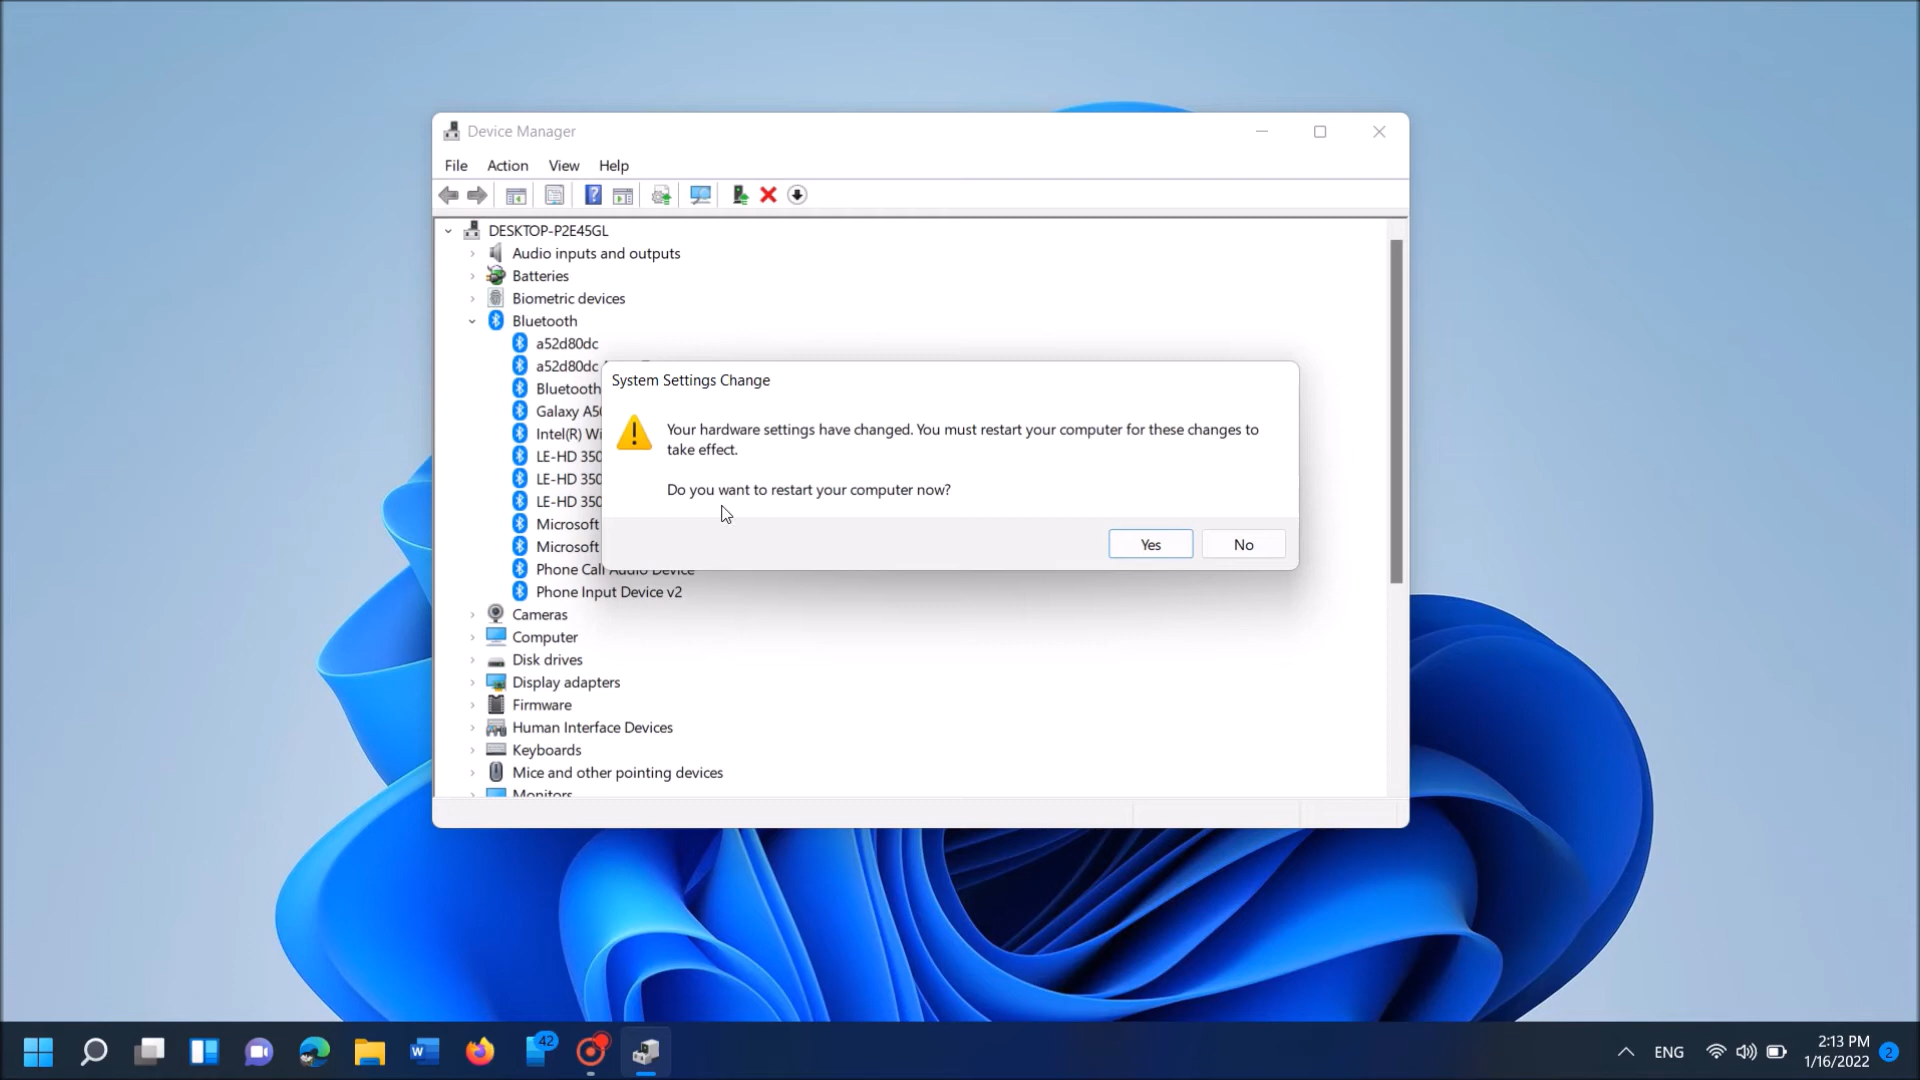 Device Manager
File Action View Help
DESKTOP-P2E45GL
Audio inputs and outputs
Batteries
Biometric devices
Bluetooth
a52d80dc
a52d80dc
Bluetooth
Galaxy A50
Intel(R) Wi
LE-HD 350
LE-HD 350
LE-HD 350
Microsoft
Microsoft
Phone Call Audio Device
Phone Input Device v2
Cameras
Computer
Disk drives
Display adapters
Firmware
Human Interface Devices
Keyboards
Mice and other pointing devices
Monitors
System Settings Change
Your hardware settings have changed. You must restart your computer for these changes to
take effect.
Do you want to restart your computer now?
Yes No
42
ENG
2:13 PM
1/16/2022
2